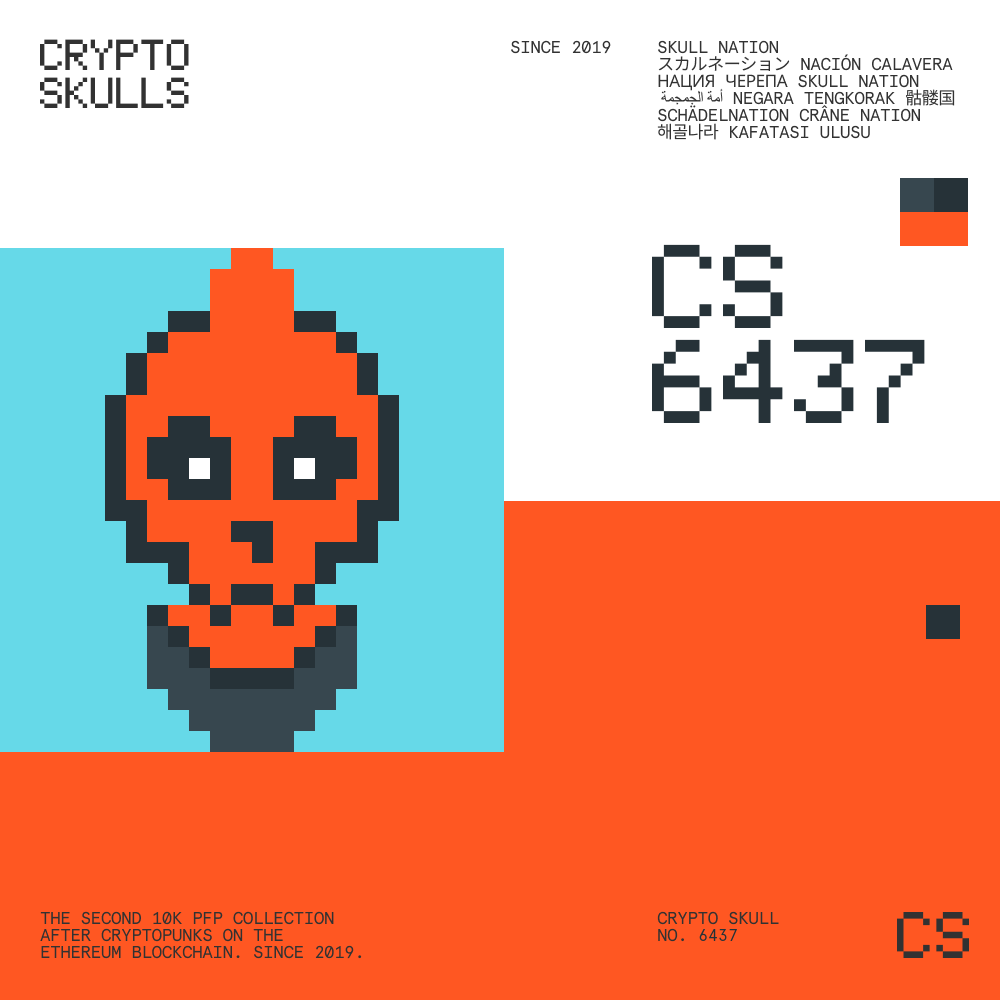 CRYPTO
SKULLS
SINCE 2019
SKULL NATION
スカルネーション NACIÓN CALAVERA
НАЦИЯ ЧЕРЕПА SKULL NATION
أمة الجمجمة NEGARA TENGKORAK 骷髅国
SCHÄDELNATION CRÂNE NATION
해골나라 KAFATASI ULUSU
CS
6437
THE SECOND 10K PFP COLLECTION
AFTER CRYPTOPUNKS ON THE
ETHEREUM BLOCKCHAIN. SINCE 2019.
CRYPTO SKULL
NO. 6437
CS